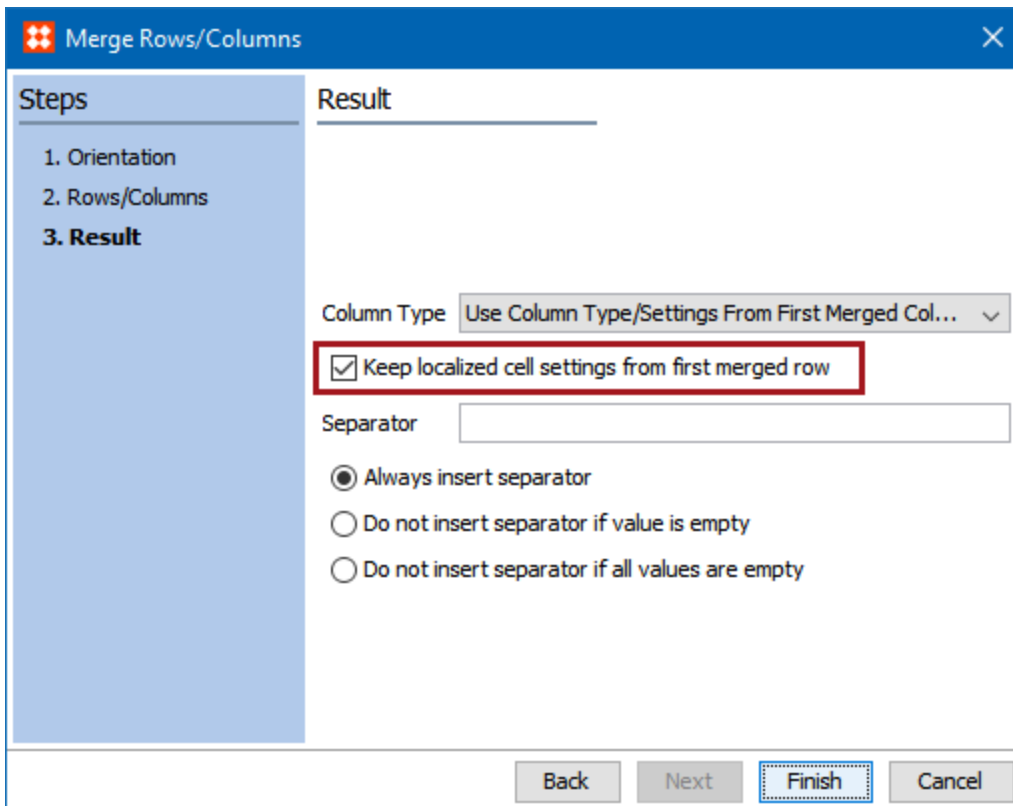 Merge Rows/Columns
Steps
1. Orientation
2. Rows/Columns
3. Result
Result
Column Type Use Column Type/Settings From First Merged Col...
Keep localized cell settings from first merged row
Separator
Always insert separator
Do not insert separator if value is empty
Do not insert separator if all values are empty
Back Next Finish Cancel